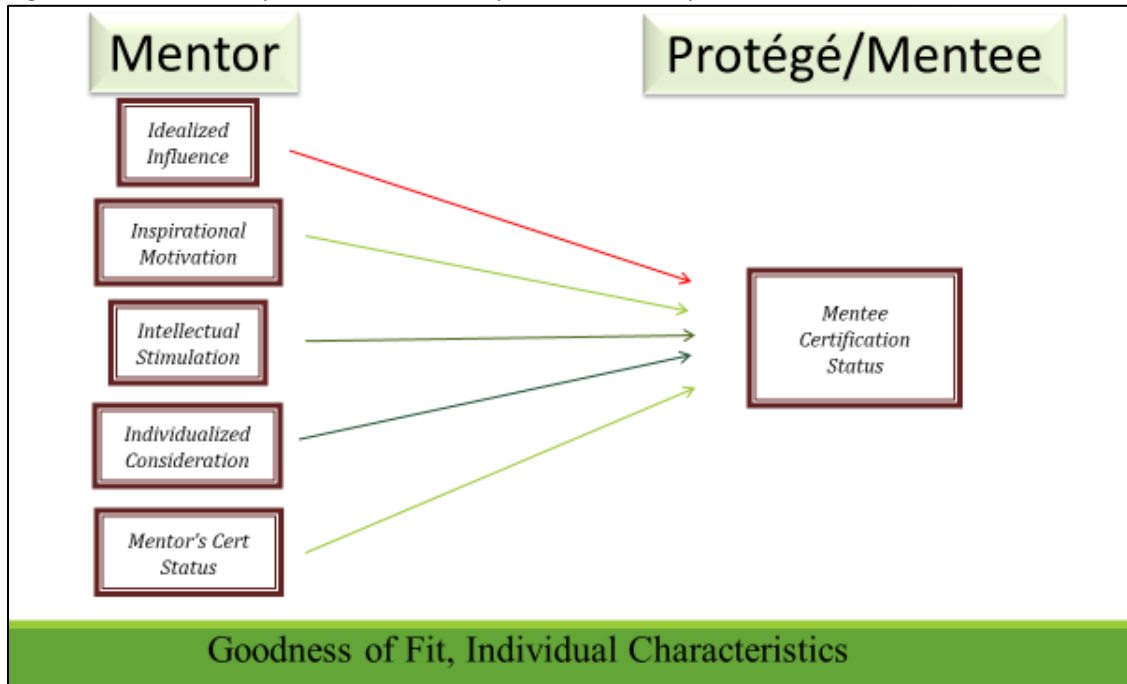 Mentor
Protégé/Mentee
Idealized
Influence
Inspirational
Motivation
Intellectual
Stimulation
Individualized
Consideration
Mentor's Cert
Status
Mentee
Certification
Status
Goodness of Fit, Individual Characteristics